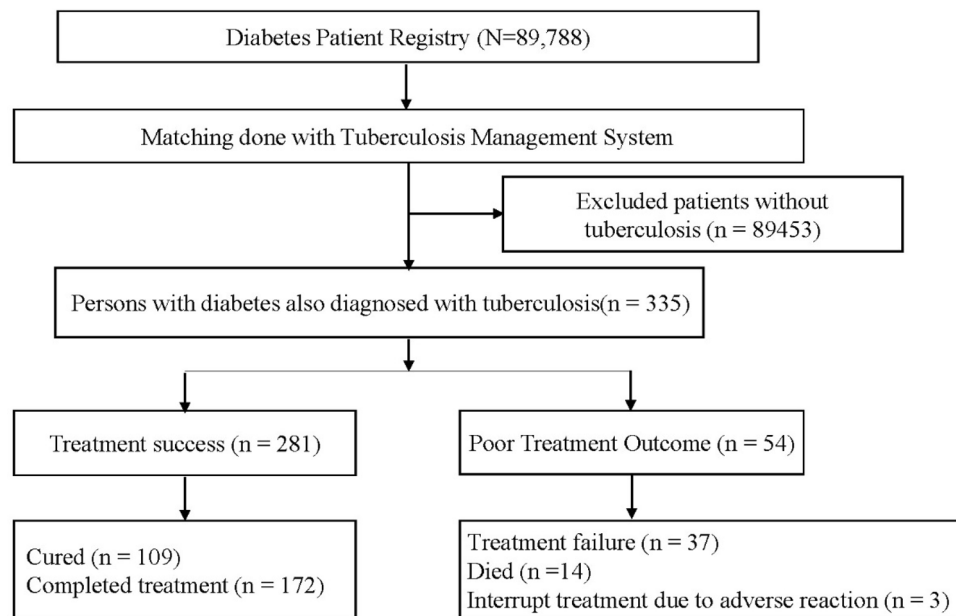 Diabetes Patient Registry (N=89,788)
Matching done with Tuberculosis Management System
Excluded patients without
tuberculosis (n = 89453)
Persons with diabetes also diagnosed with tuberculosis(n = 335)
Treatment success (n = 281)
Poor Treatment Outcome (n = 54)
Cured (n = 109)
Completed treatment (n = 172)
Treatment failure (n = 37)
Died (n =14)
Interrupt treatment due to adverse reaction (n = 3)